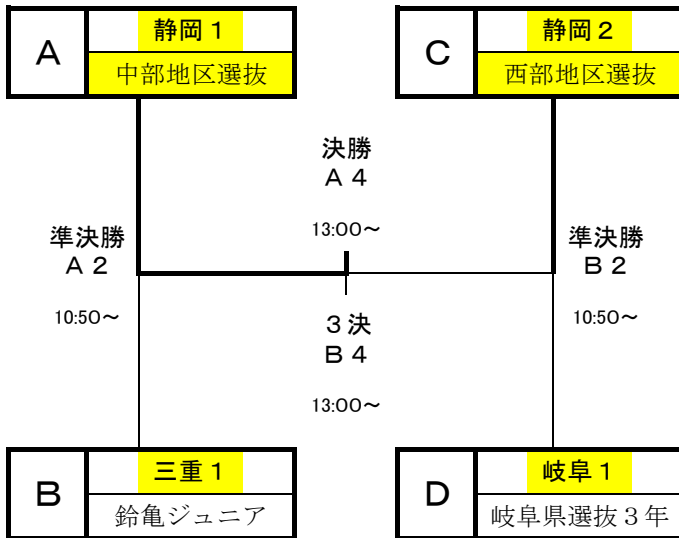 A
静岡１
中部地区選抜
C
静岡２
西部地区選抜
決勝
Ａ４
13:00～
準決勝
Ａ２
10:50～
準決勝
Ｂ２
10:50～
３決
Ｂ４
13:00～
B
三重１
鈴亀ジュニア
D
岐阜１
岐阜県選抜３年